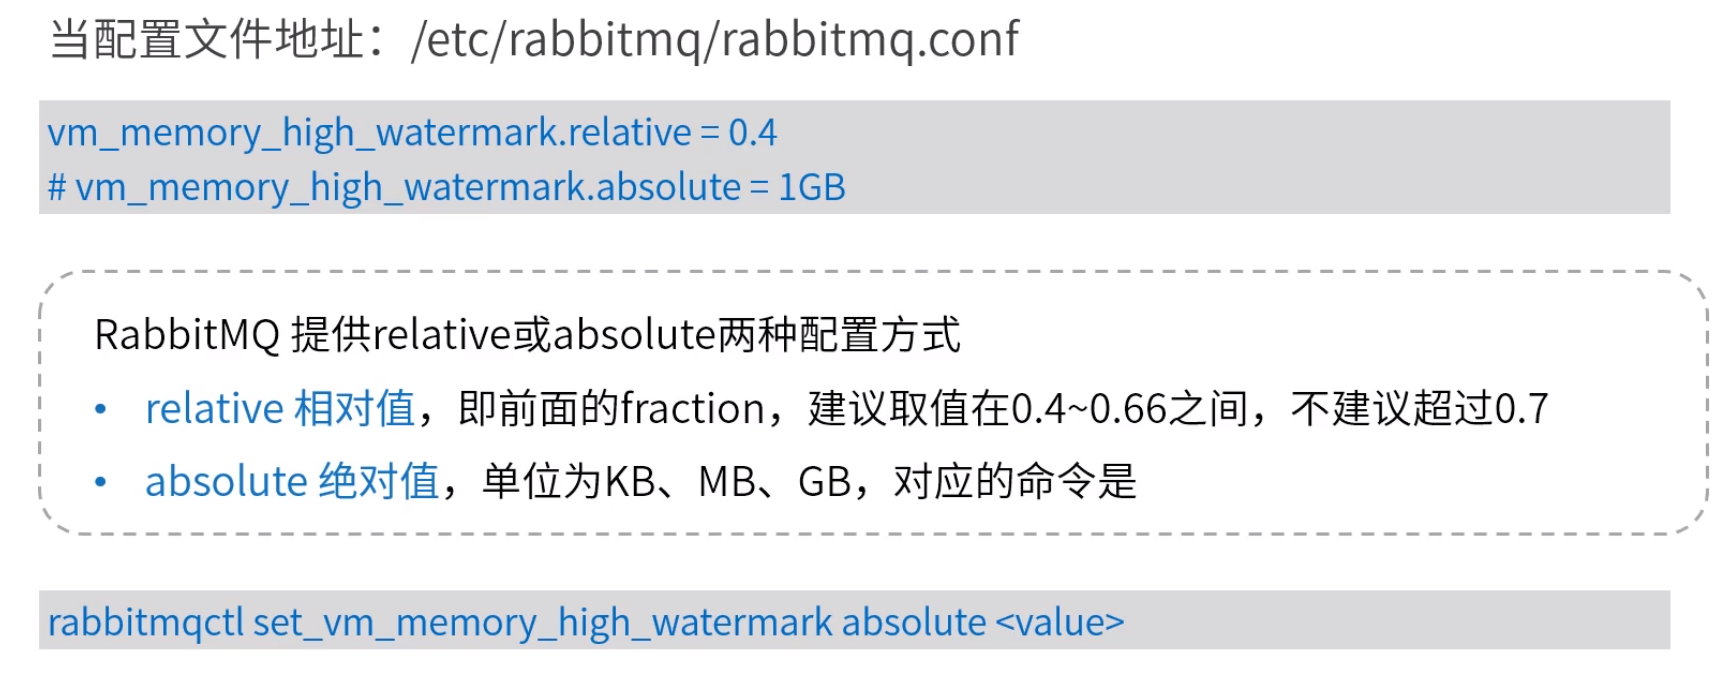 当配置文件地址：/etc/rabbitmq/rabbitmq.conf
vm_memory_high_watermark.relative = 0.4
# vm_memory_high_watermark.absolute = 1GB
RabbitMQ 提供relative或absolute两种配置方式
• relative 相对值，即前面的fraction，建议取值在0.4~0.66之间，不建议超过0.7
• absolute 绝对值，单位为KB、MB、GB，对应的命令是
rabbitmqctl set_vm_memory_high_watermark absolute <value>